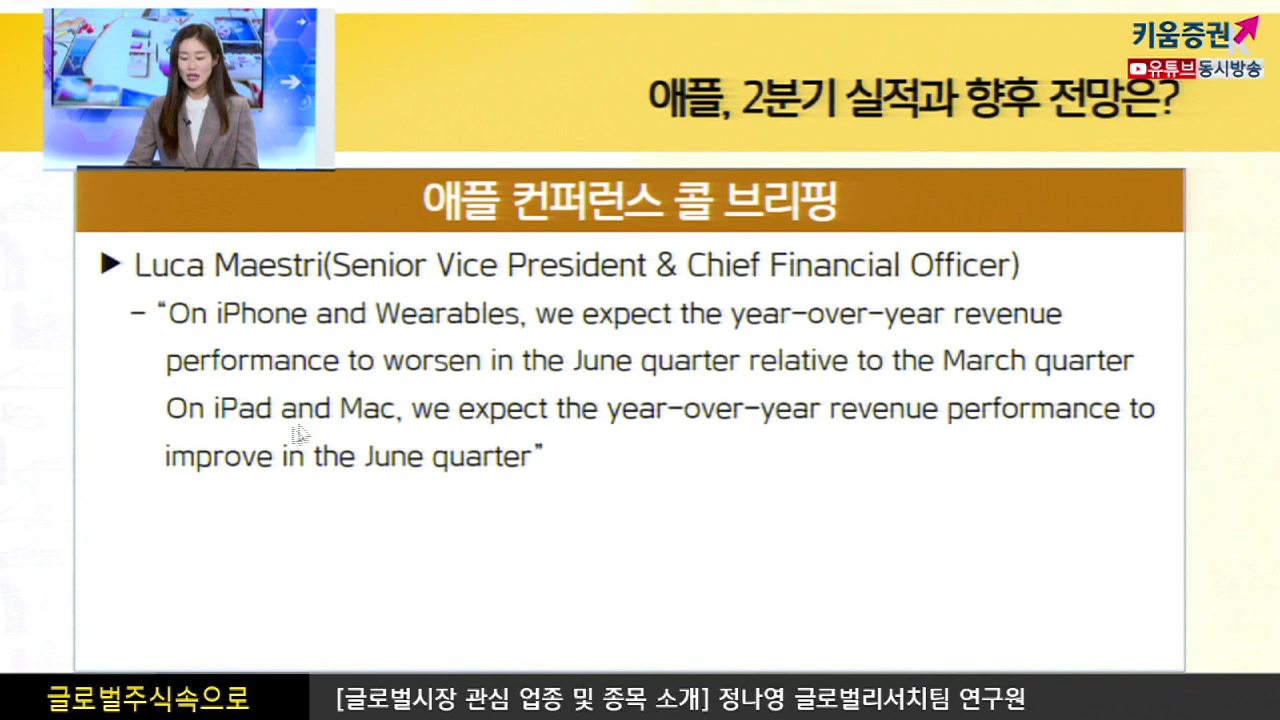 키움증권
유튜브동시방송
애플, 2분기 실적과 향후 전망은?
애플 컨퍼런스 콜 브리핑
▶ Luca Maestri(Senior Vice President & Chief Financial Officer)
- “On iPhone and Wearables, we expect the year-over-year revenue
performance to worsen in the June quarter relative to the March quarter
On iPad and Mac, we expect the year-over-year revenue performance to
improve in the June quarter”
글로벌주식속으로
[글로벌시장 관심 업종 및 종목 소개] 정나영 글로벌리서치팀 연구원